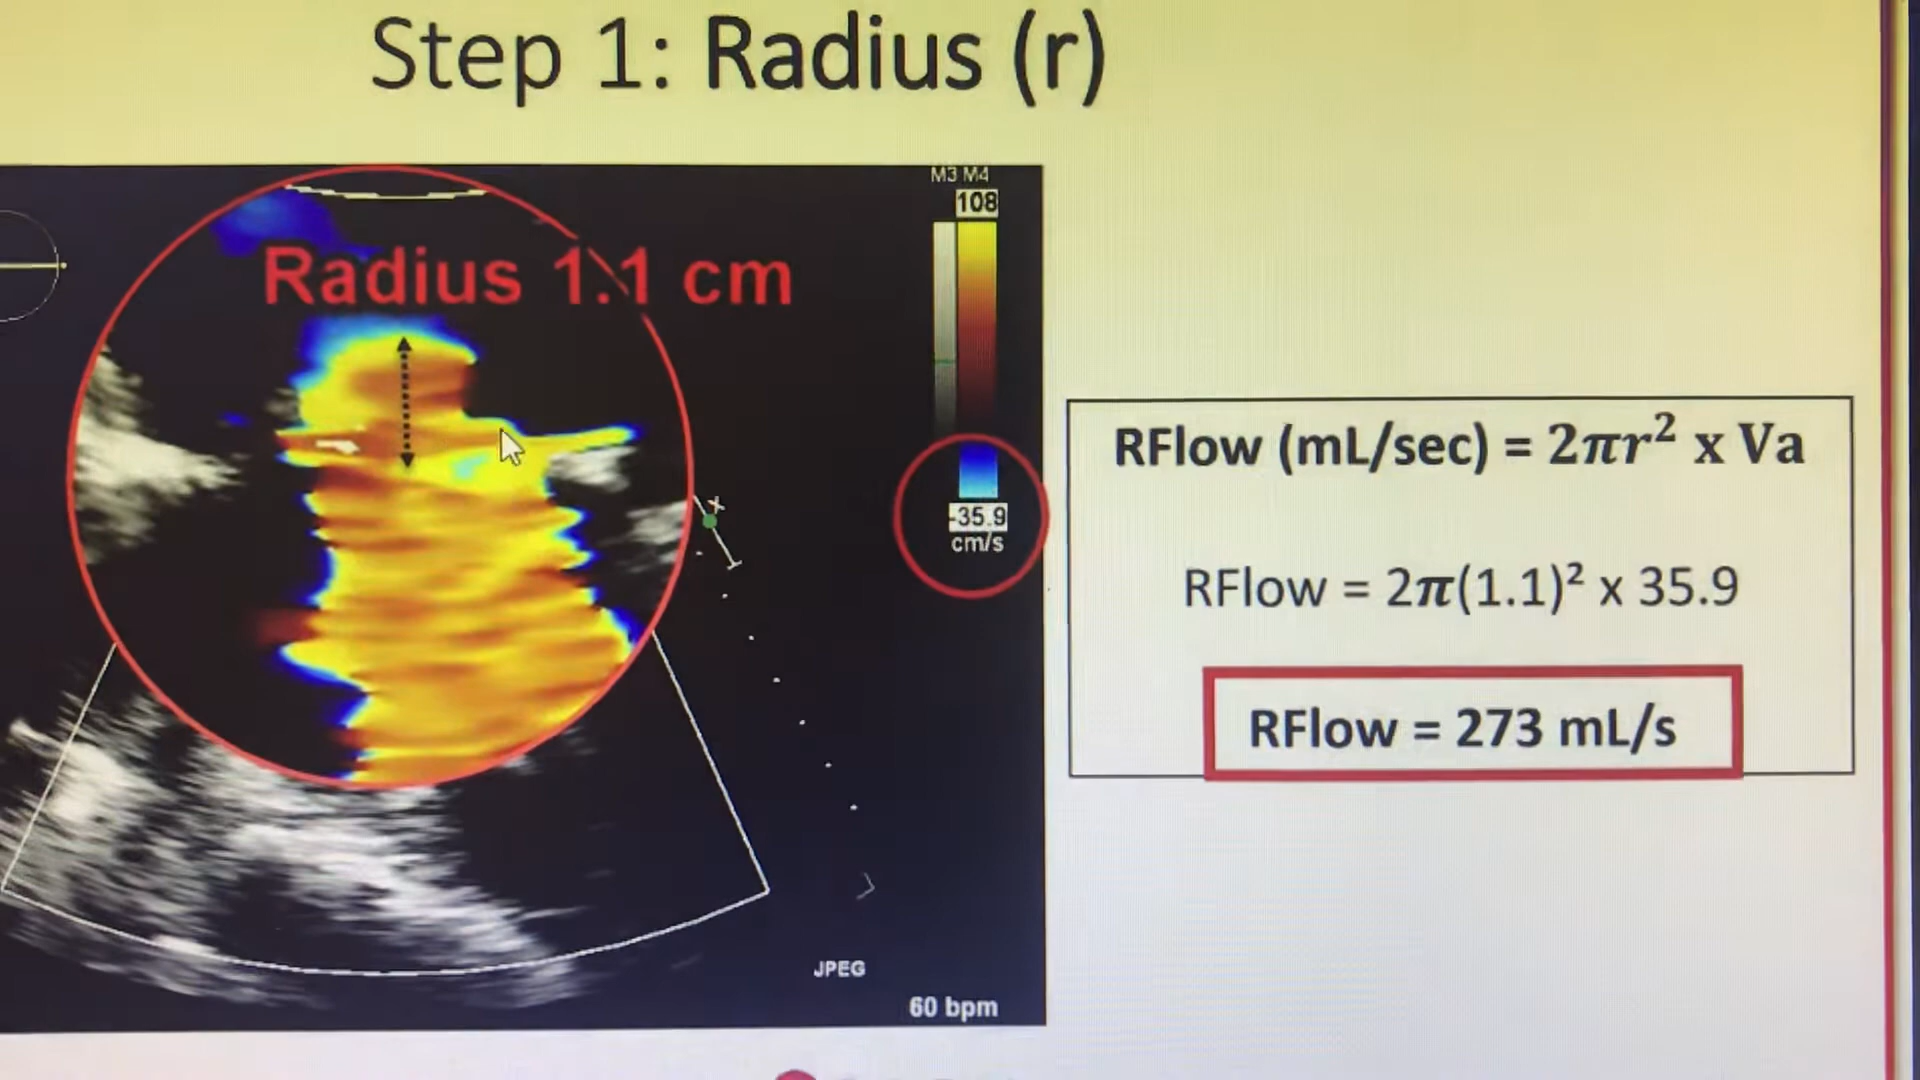 Step 1: Radius (r)
M3 M4
108
Radius 1.1 cm
-35.9
cm/s
RFlow (mL/sec) = 2πr² x Va
RFlow = 2π(1.1)² x 35.9
RFlow = 273 mL/s
JPEG
60 bpm